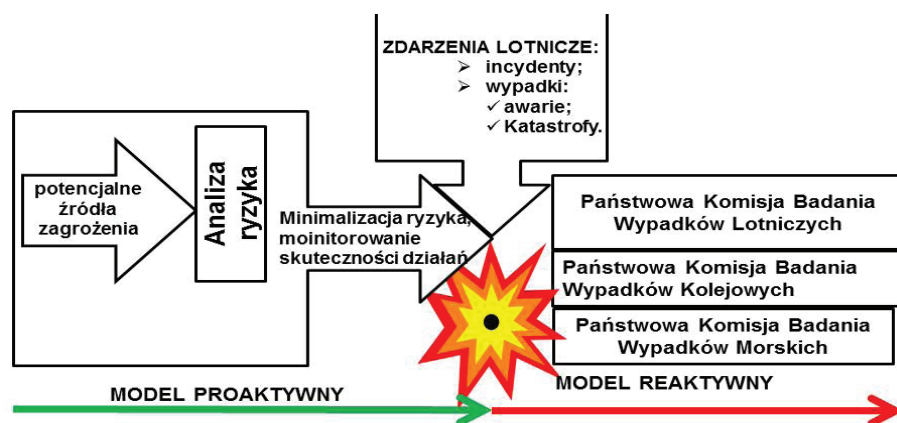 ZDARZENIA LOTNICZE:
➢ incydenty;
➢ wypadki:
✓ awarie;
✓ Katastrofy.
potencjalne
źródła
zagrożenia
Analiza
ryzyka
Minimalizacja ryzyka,
moinitorowanie
skuteczności działań
Państwowa Komisja Badania
Wypadków Lotniczych
Państwowa Komisja Badania
Wypadków Kolejowych
Państwowa Komisja Badania
Wypadków Morskich
MODEL PROAKTYWNY
MODEL REAKTYWNY